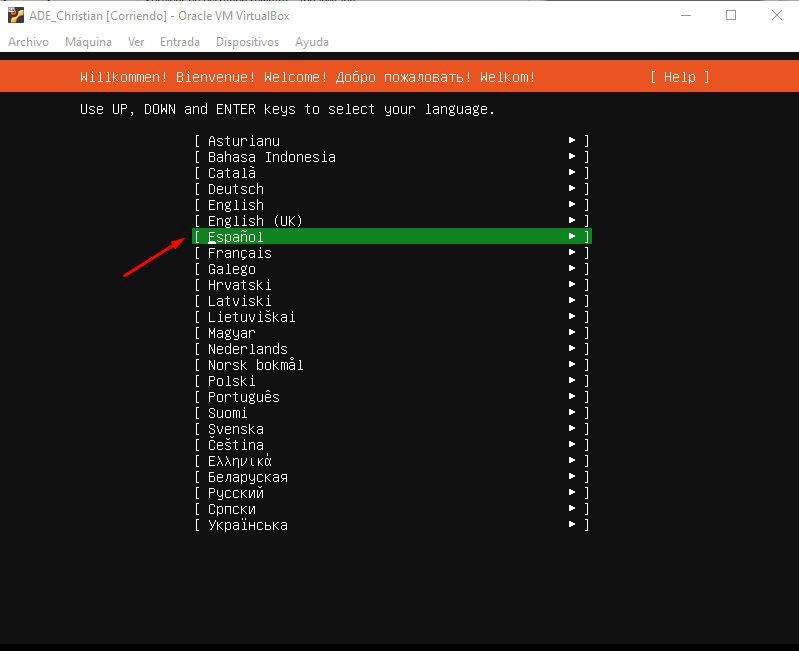 ADE_Christian [Corriendo] - Oracle VM VirtualBox
Archivo Máquina Ver Entrada Dispositivos Ayuda
Willkommen! Bienvenue! Welcome! Добро пожаловать! Welkom! [ Help ]
Use UP, DOWN and ENTER keys to select your language.
[ Asturianu ▸ ]
[ Bahasa Indonesia ▸ ]
[ Català ▸ ]
[ Deutsch ▸ ]
[ English ▸ ]
[ English (UK) ▸ ]
[ Español ▸ ]
[ Français ▸ ]
[ Galego ▸ ]
[ Hrvatski ▸ ]
[ Latviski ▸ ]
[ Lietuviškai ▸ ]
[ Magyar ▸ ]
[ Nederlands ▸ ]
[ Norsk bokmål ▸ ]
[ Polski ▸ ]
[ Português ▸ ]
[ Suomi ▸ ]
[ Svenska ▸ ]
[ Čeština ▸ ]
[ Ελληνικά ▸ ]
[ Беларуская ▸ ]
[ Русский ▸ ]
[ Српски ▸ ]
[ Українська ▸ ]